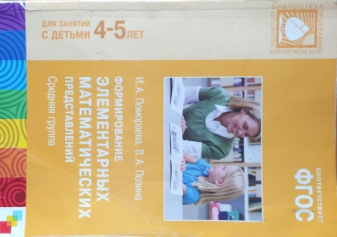 ДЛЯ ЗАНЯТИЙ
С ДЕТЬМИ 4-5 ЛЕТ
И. А. Помораева, В. А. Позина
ФОРМИРОВАНИЕ
ЭЛЕМЕНТАРНЫХ
МАТЕМАТИЧЕСКИХ
ПРЕДСТАВЛЕНИЙ
Средняя группа
СООТВЕТСТВУЕТ
ФГОС